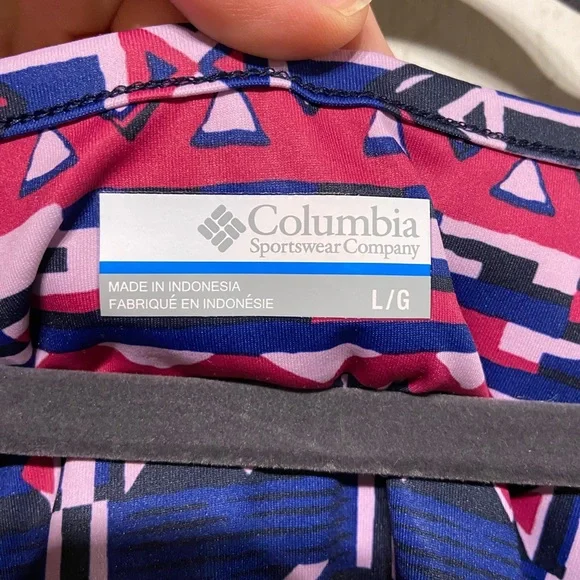 Columbia
Sportswear Company
MADE IN INDONESIA
FABRIQUÉ EN INDONÉSIE
L/G